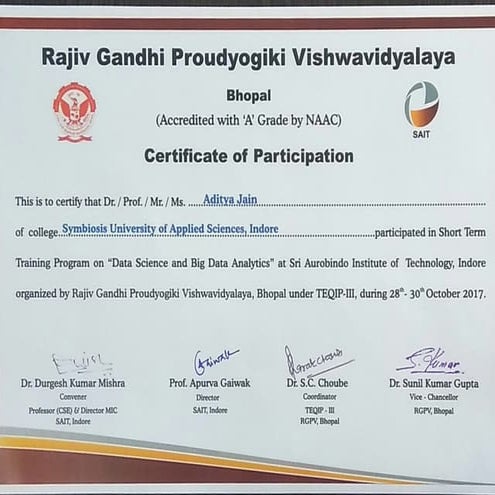 Rajiv Gandhi Proudyogiki Vishwavidyalaya
Bhopal
(Accredited with 'A' Grade by NAAC)
SAIT
Certificate of Participation
This is to certify that Dr. / Prof. / Mr. / Ms. Aditya Jain
of college Symbiosis University of Applied Sciences, Indore participated in Short Term
Training Program on "Data Science and Big Data Analytics" at Sri Aurobindo Institute of Technology, Indore
organized by Rajiv Gandhi Proudyogiki Vishwavidyalaya, Bhopal under TEQIP-III, during 28th- 30th October 2017.
S. Kumar
Dr. Durgesh Kumar Mishra
Convener
Professor (CSE) & Director MIC
SAIT, Indore
Prof. Apurva Gaiwak
Director
SAIT, Indore
Dr. S.C. Choube
Coordinator
TEQIP - III
RGPV, Bhopal
Dr. Sunil Kumar Gupta
Vice - Chancellor
RGPV, Bhopal